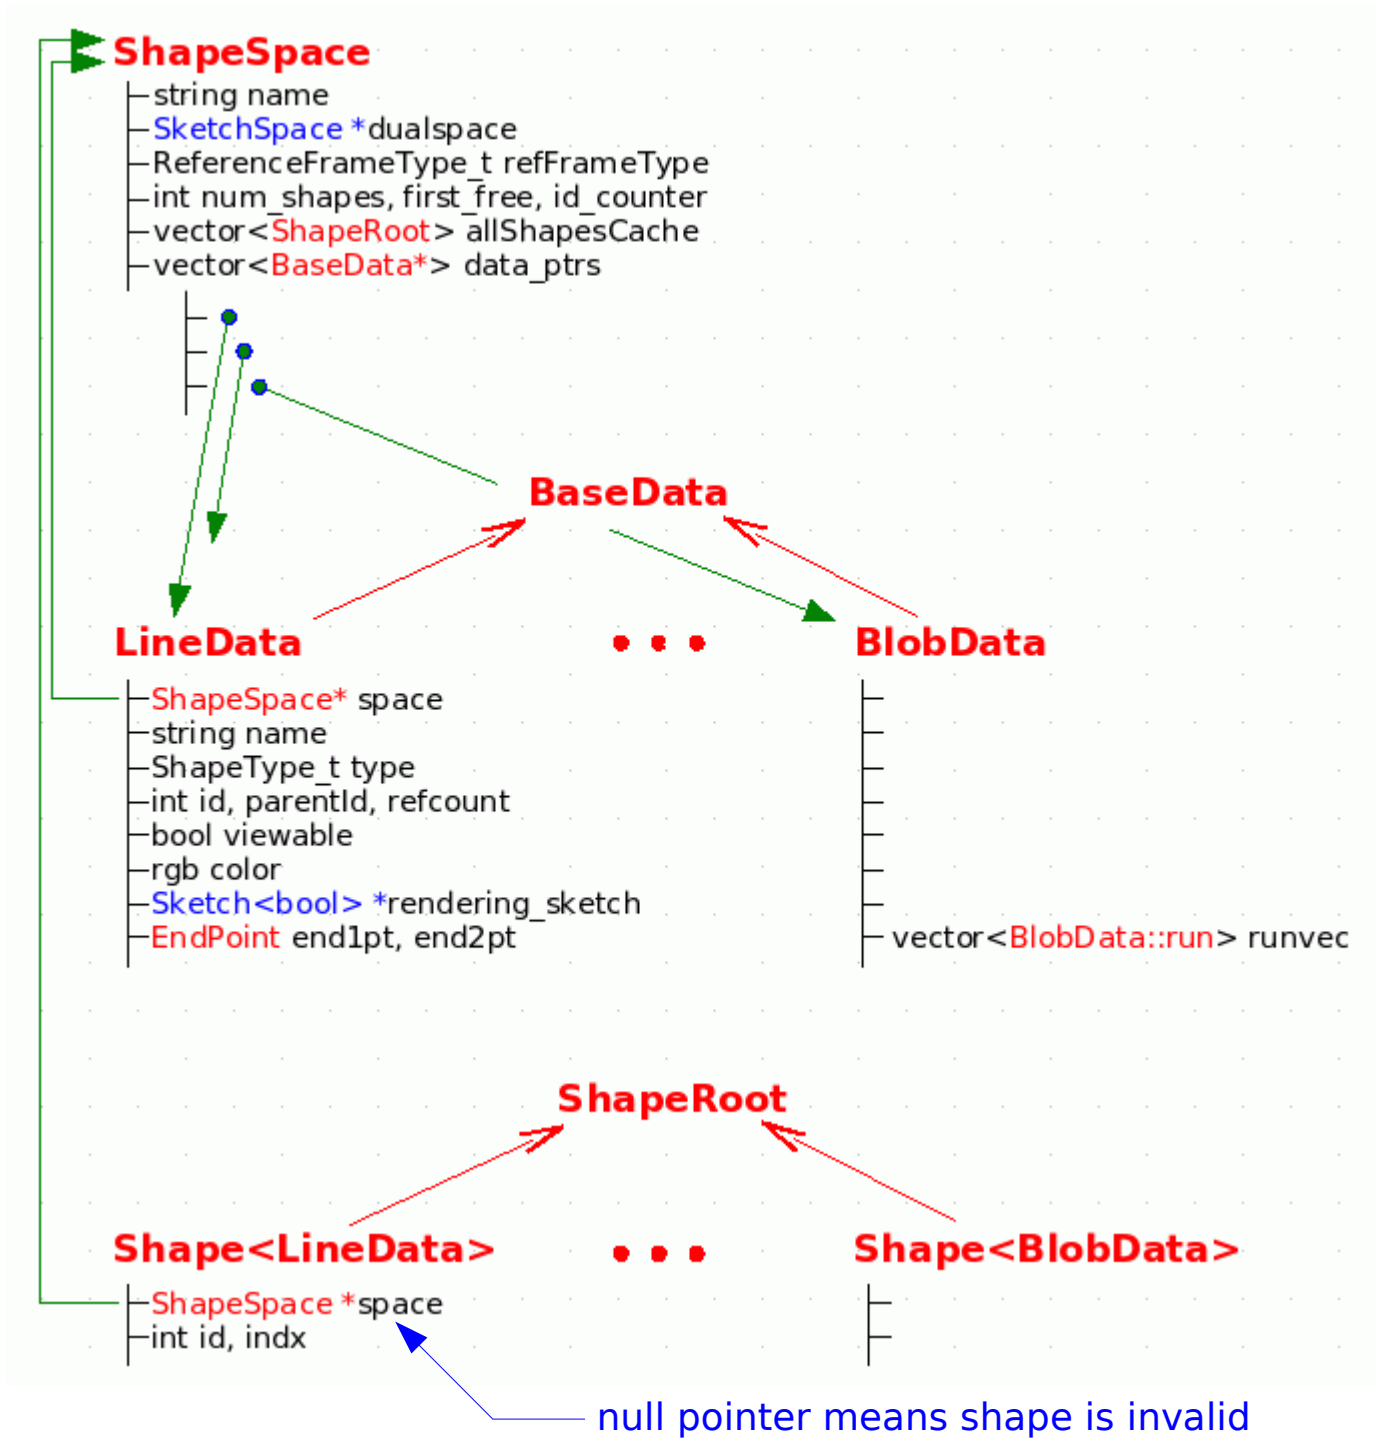 ShapeSpace
string name
SketchSpace *dualspace
ReferenceFrameType_t refFrameType
int num_shapes, first_free, id_counter
vector<ShapeRoot> allShapesCache
vector<BaseData*> data_ptrs
BaseData
LineData
BlobData
ShapeSpace* space
string name
ShapeType_t type
int id, parentId, refcount
bool viewable
rgb color
Sketch<bool> *rendering_sketch
EndPoint end1pt, end2pt
vector<BlobData::run> runvec
ShapeRoot
Shape<LineData>
Shape<BlobData>
ShapeSpace *space
int id, indx
null pointer means shape is invalid